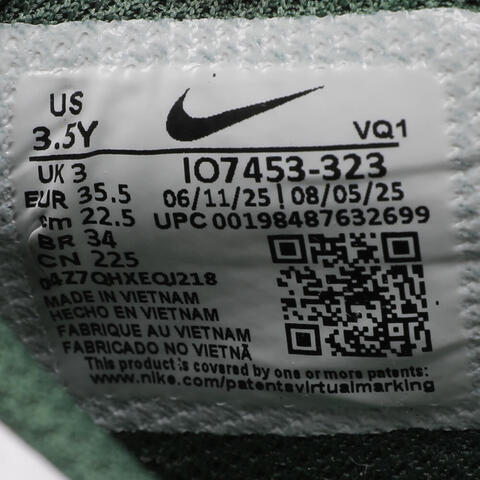 US
3.5Y
VQ1
UK 3
IO7453-323
EUR 35.5
06/11/25 | 08/05/25
cm 22.5
UPC 00198487632699
BR 34
CN 225
04Z7QHXEQJ218
MADE IN VIETNAM
HECHO EN VIETNAM
FABRIQUE AU VIETNAM
FABRICADO NO VIETNÃ
This product is covered by one or more patents:
www.nike.com/patentsvirtualmarking